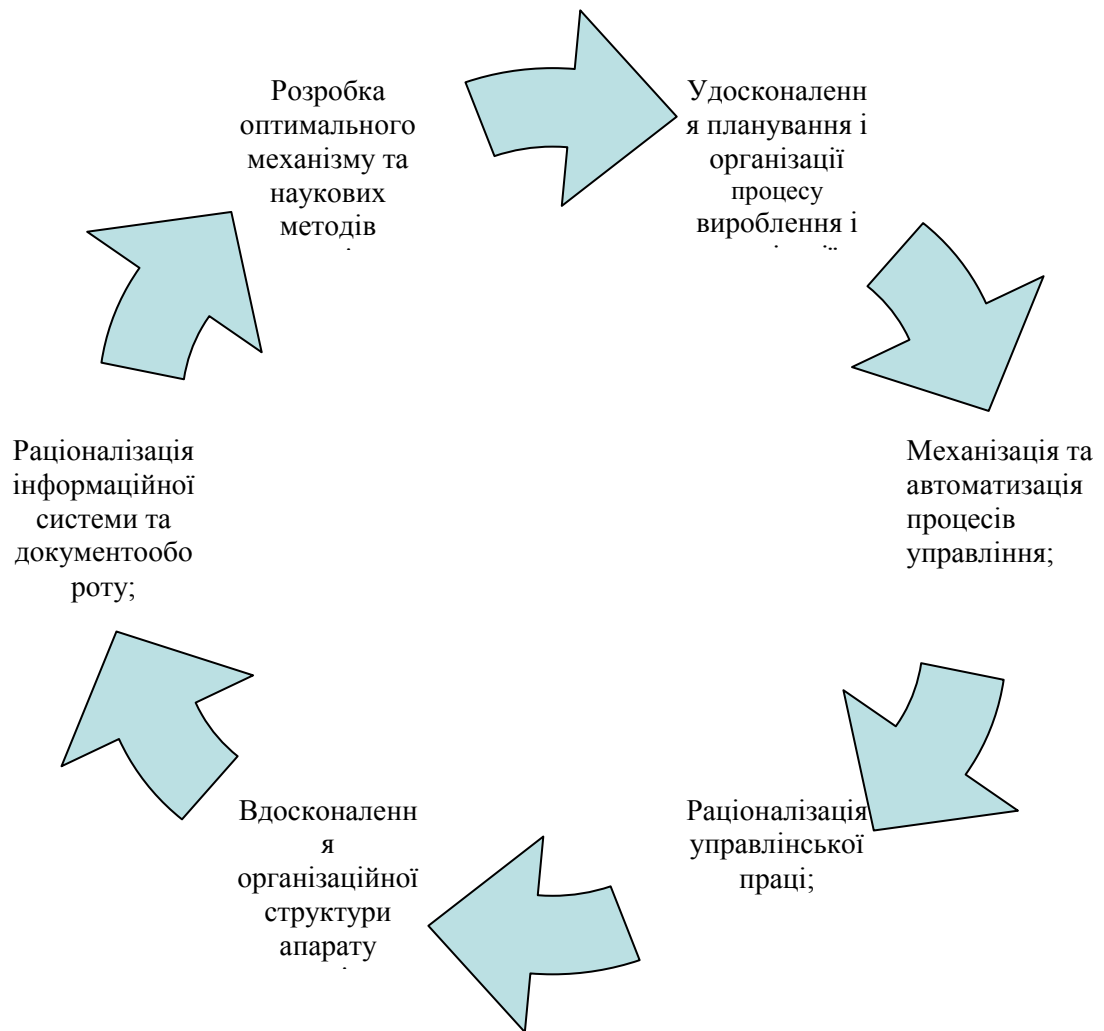 Розробка
оптимального
механізму та
наукових
методів
Удосконаленн
я планування і
організації
процесу
вироблення і
Механізація та
автоматизація
процесів
управління;
Раціоналізація
управлінської
праці;
Вдосконаленн
я
організаційної
структури
апарату
Раціоналізація
інформаційної
системи та
документообо
роту;